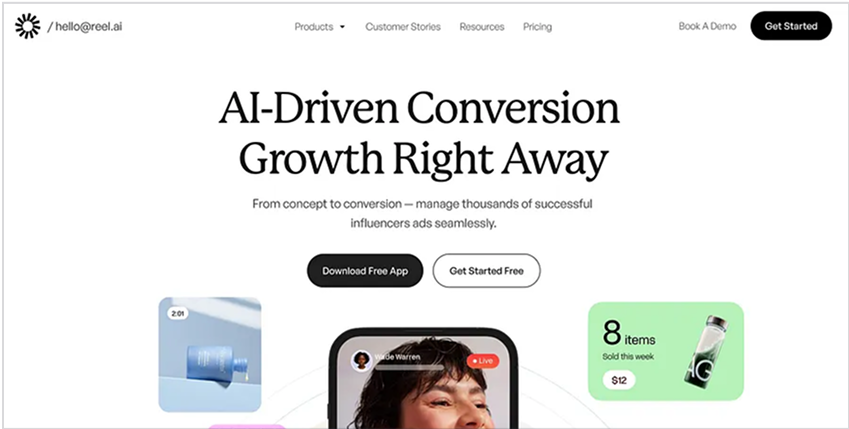 / hello@reel.ai
Products
Customer Stories
Resources
Pricing
Book A Demo
Get Started
AI-Driven Conversion
Growth Right Away
From concept to conversion — manage thousands of successful
influencers ads seamlessly.
Download Free App
Get Started Free
2:01
8 items
Sold this week
$12
AG
Wade Warren
Live